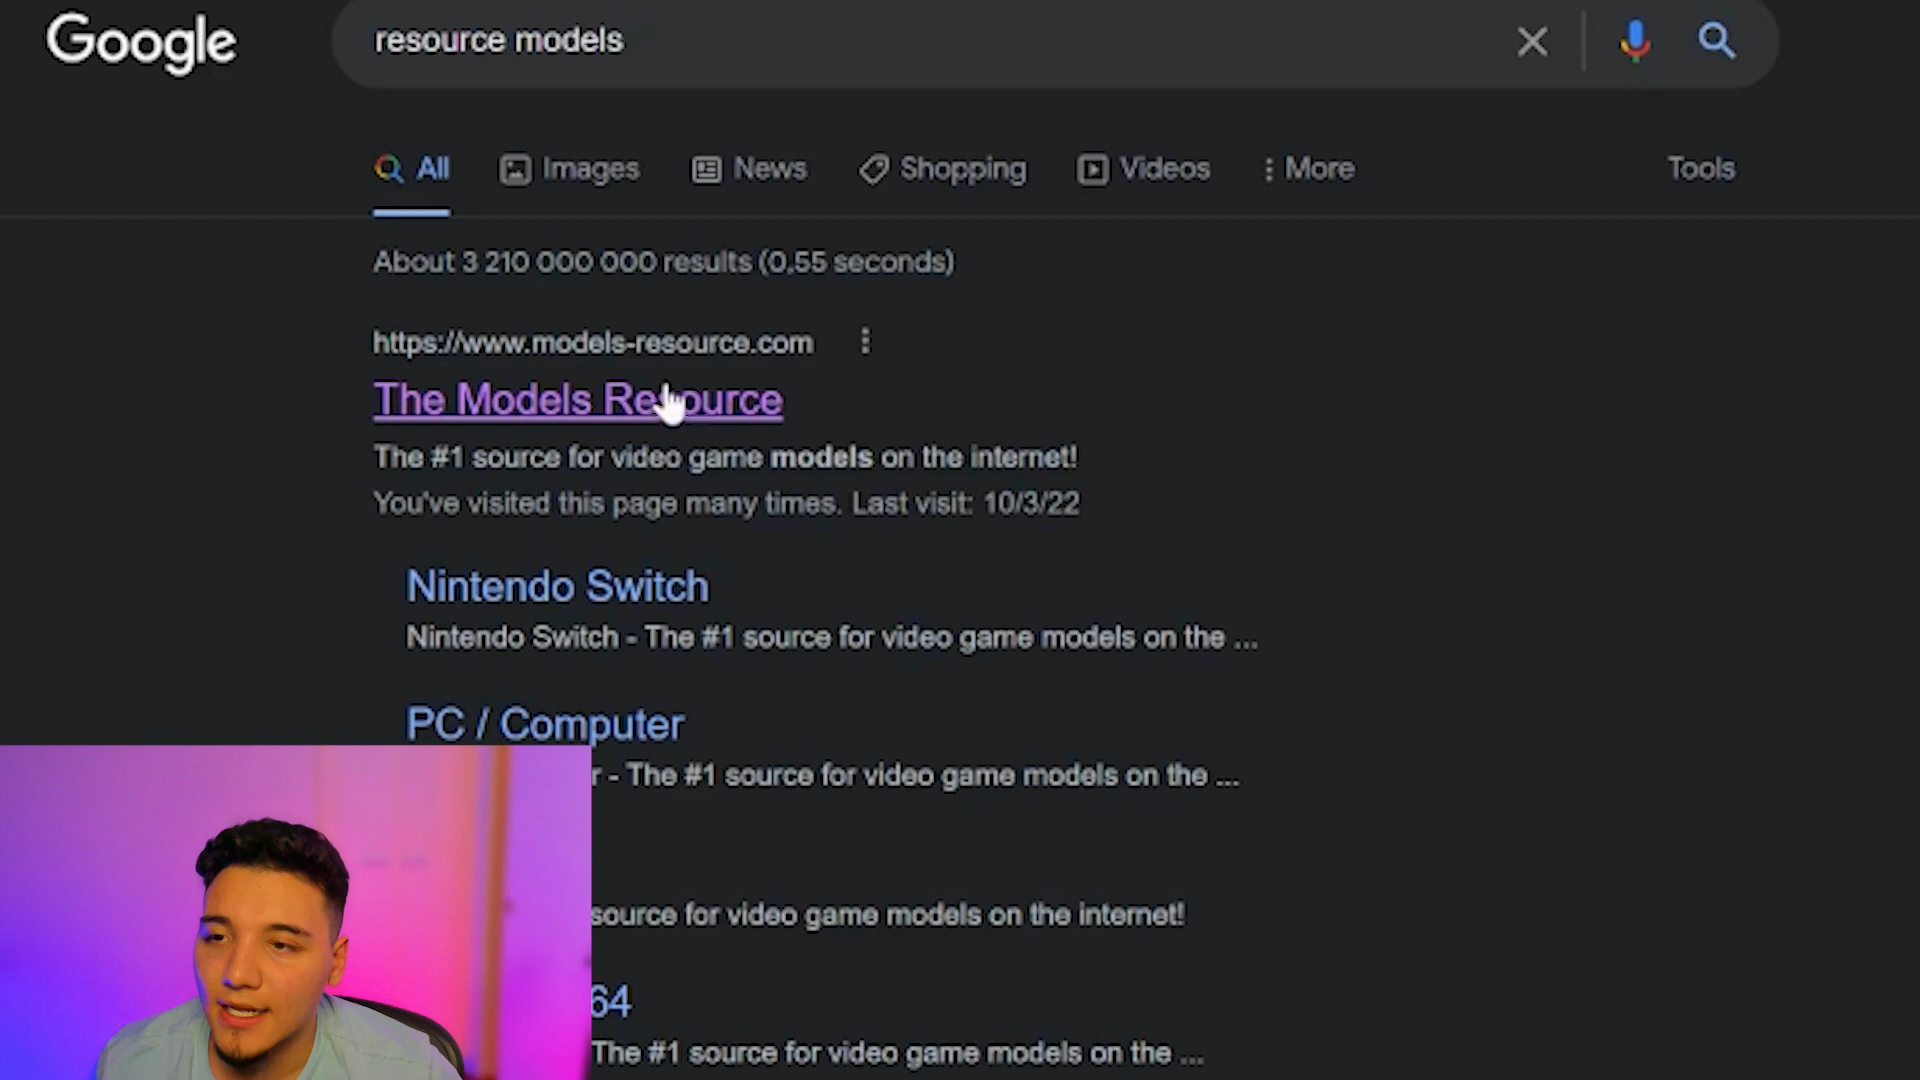 Google
resource models
All
Images
News
Shopping
Videos
More
Tools
About 3 210 000 000 results (0,55 seconds)
https://www.models-resource.com
The Models Resource
The #1 source for video game models on the internet!
You've visited this page many times. Last visit: 10/3/22
Nintendo Switch
Nintendo Switch - The #1 source for video game models on the ...
PC / Computer
r - The #1 source for video game models on the ...
source for video game models on the internet!
64
The #1 source for video game models on the ...